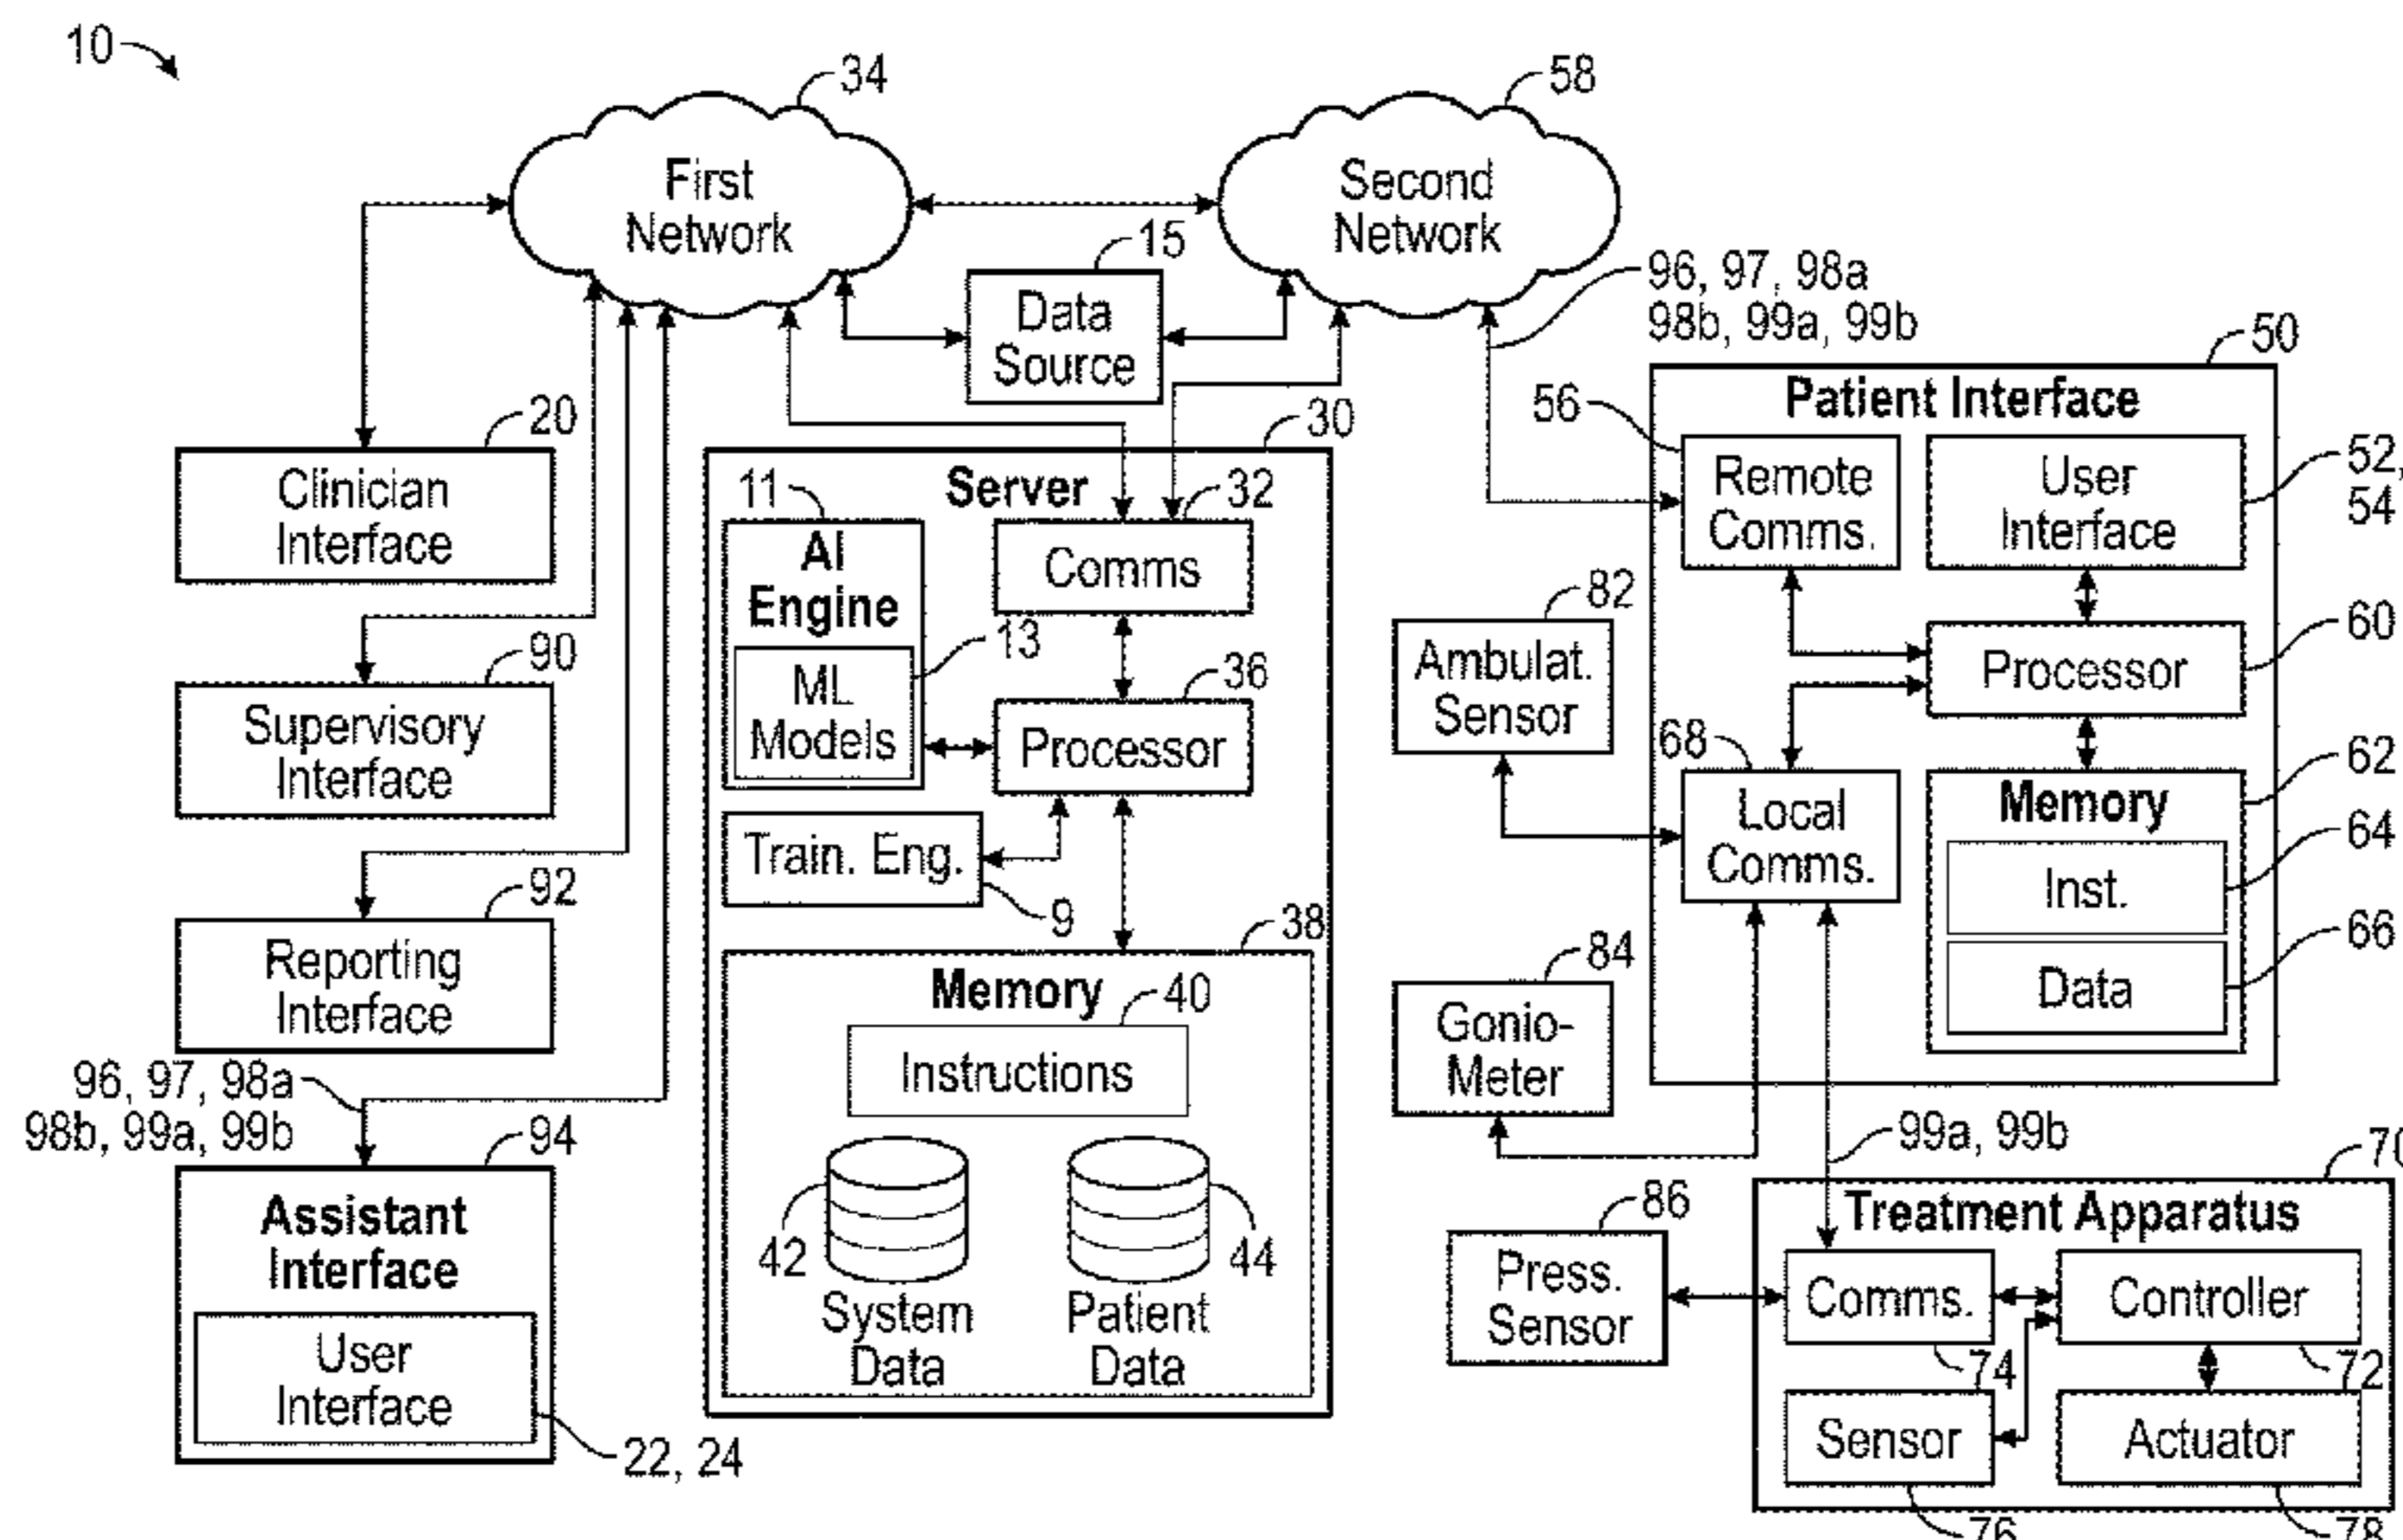 10
34
First
Network
58
Second
Network
15
Data
Source
96, 97, 98a
98b, 99a, 99b
20
Clinician
Interface
90
Supervisory
Interface
92
Reporting
Interface
96, 97, 98a
98b, 99a, 99b
94
Assistant
Interface
User
Interface
22, 24
30
Server
11
AI
Engine
13
ML
Models
32
Comms
36
Processor
Train. Eng.
9
38
Memory
40
Instructions
42
System
Data
44
Patient
Data
50
Patient Interface
56
Remote
Comms.
User
Interface
52,
54
60
Processor
82
Ambulat.
Sensor
68
Local
Comms.
62
Memory
64
Inst.
66
Data
84
Gonio-
Meter
99a, 99b
86
Press.
Sensor
70
Treatment Apparatus
Comms.
74
Controller
72
Sensor
76
Actuator
78